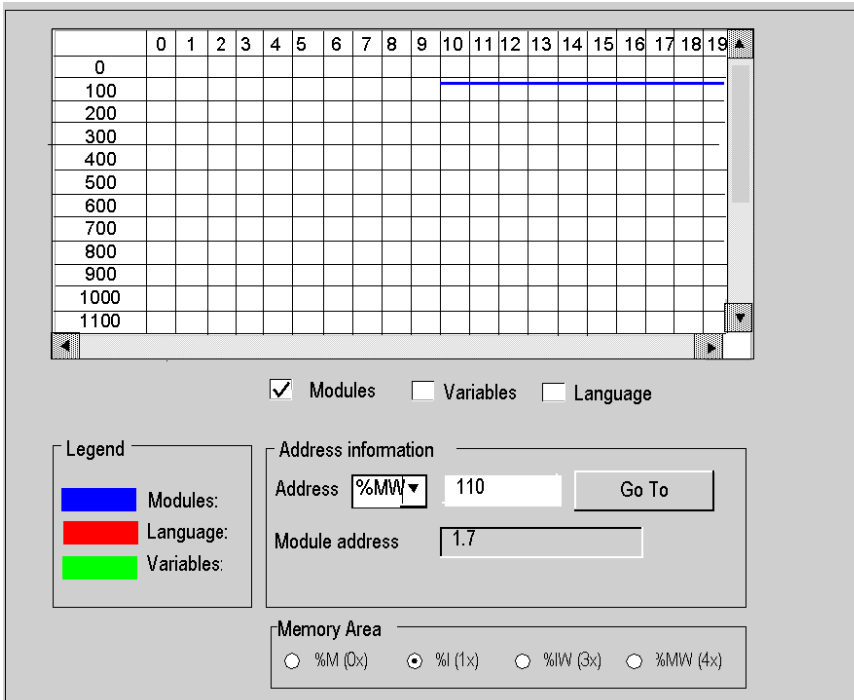 0 1 2 3 4 5 6 7 8 9 10 11 12 13 14 15 16 17 18 19
0
100
200
300
400
500
600
700
800
900
1000
1100
Modules Variables Language
Legend
Modules:
Language:
Variables:
Address information
Address %MW 110 Go To
Module address 1.7
Memory Area
%M (0x) %I (1x) %IW (3x) %MW (4x)